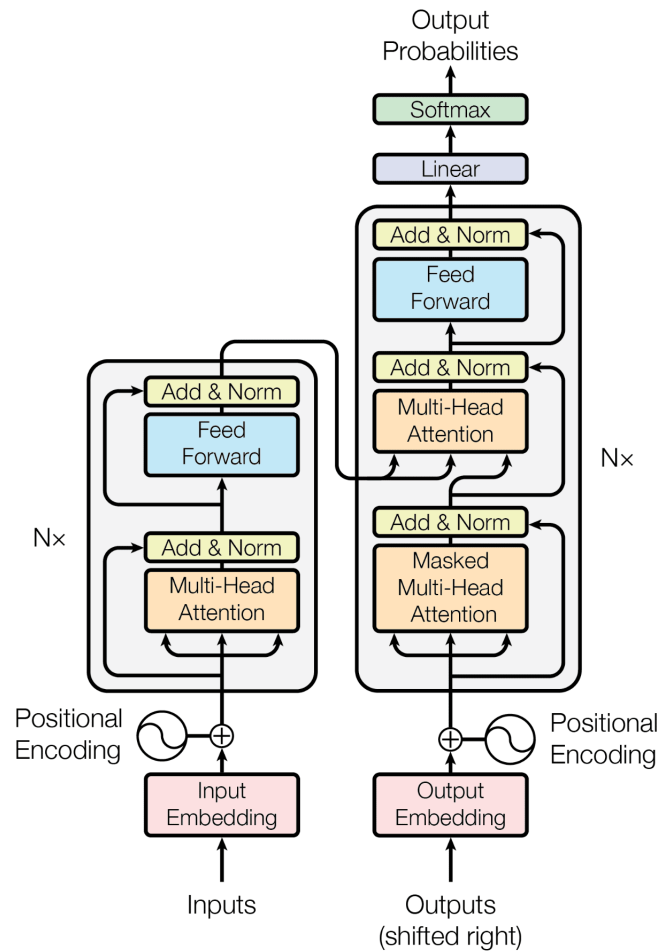 Output
Probabilities
Softmax
Linear
Add & Norm
Feed
Forward
Add & Norm
Multi-Head
Attention
Add & Norm
Masked
Multi-Head
Attention
N×
Add & Norm
Feed
Forward
N×
Add & Norm
Multi-Head
Attention
Positional
Encoding
Positional
Encoding
Input
Embedding
Output
Embedding
Inputs
Outputs
(shifted right)